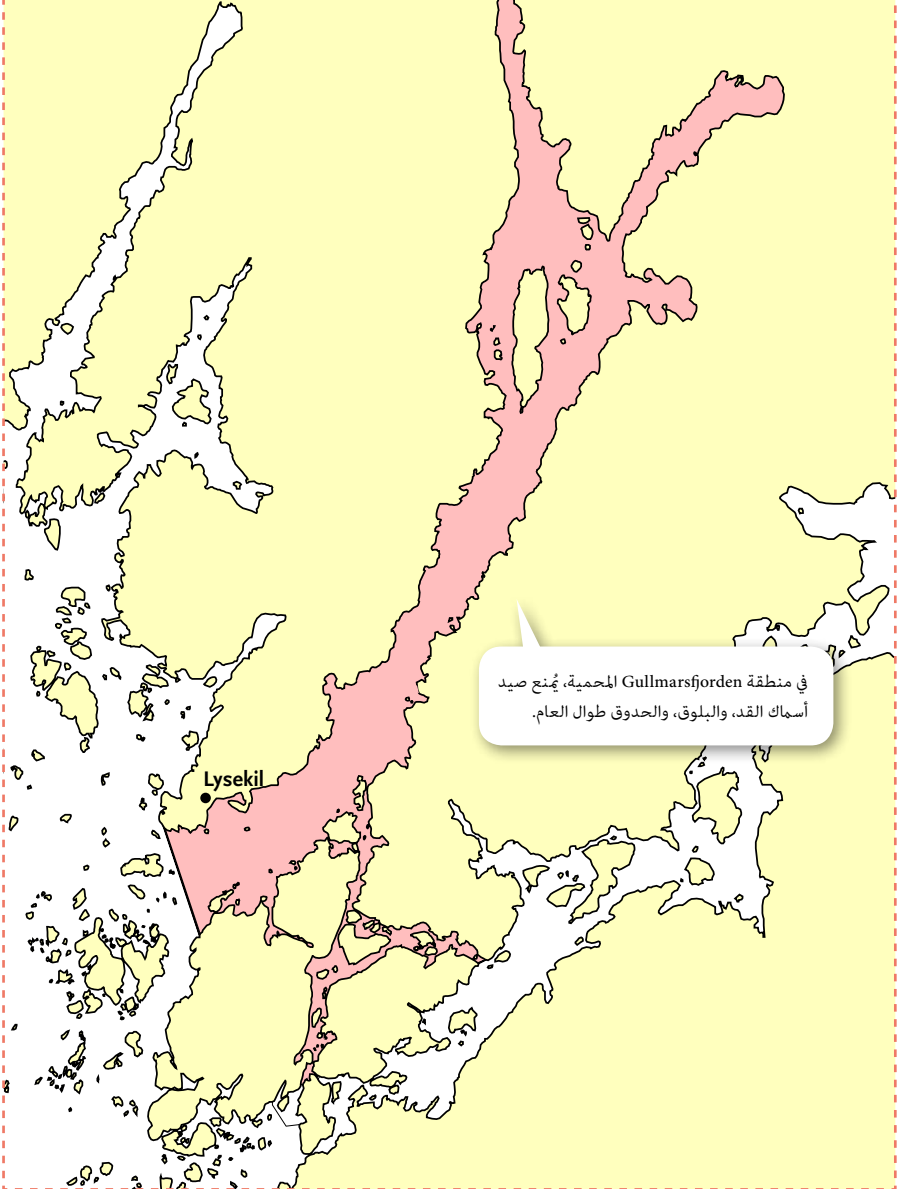 في منطقة Gullmarsfjorden المحمية، يُمنع صيد
أسماك القد، والبلوق، والحدوق طوال العام.
Lysekil